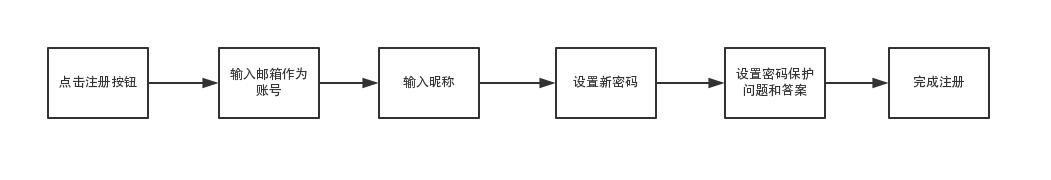 点击注册按钮
输入邮箱作为
账号
输入昵称
设置新密码
设置密码保护
问题和答案
完成注册